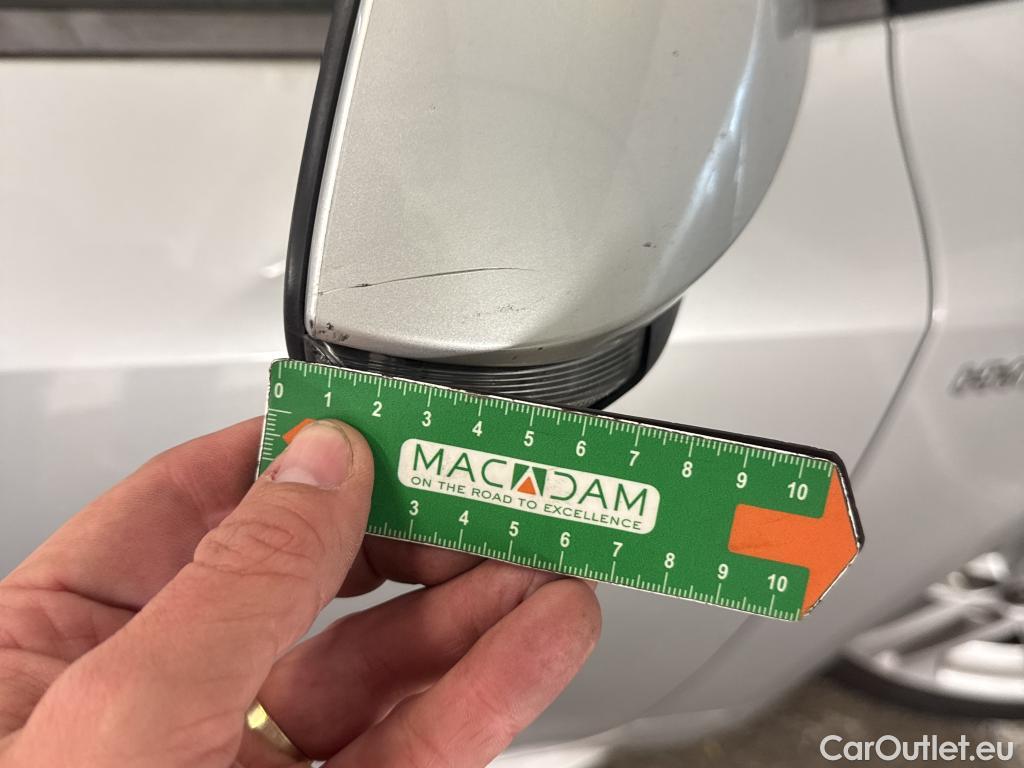 0 1 2 3 4 5 6 7 8 9 10
MACADAM
ON THE ROAD TO EXCELLENCE
3 4 5 6 7 8 9 10
CarOutlet.eu